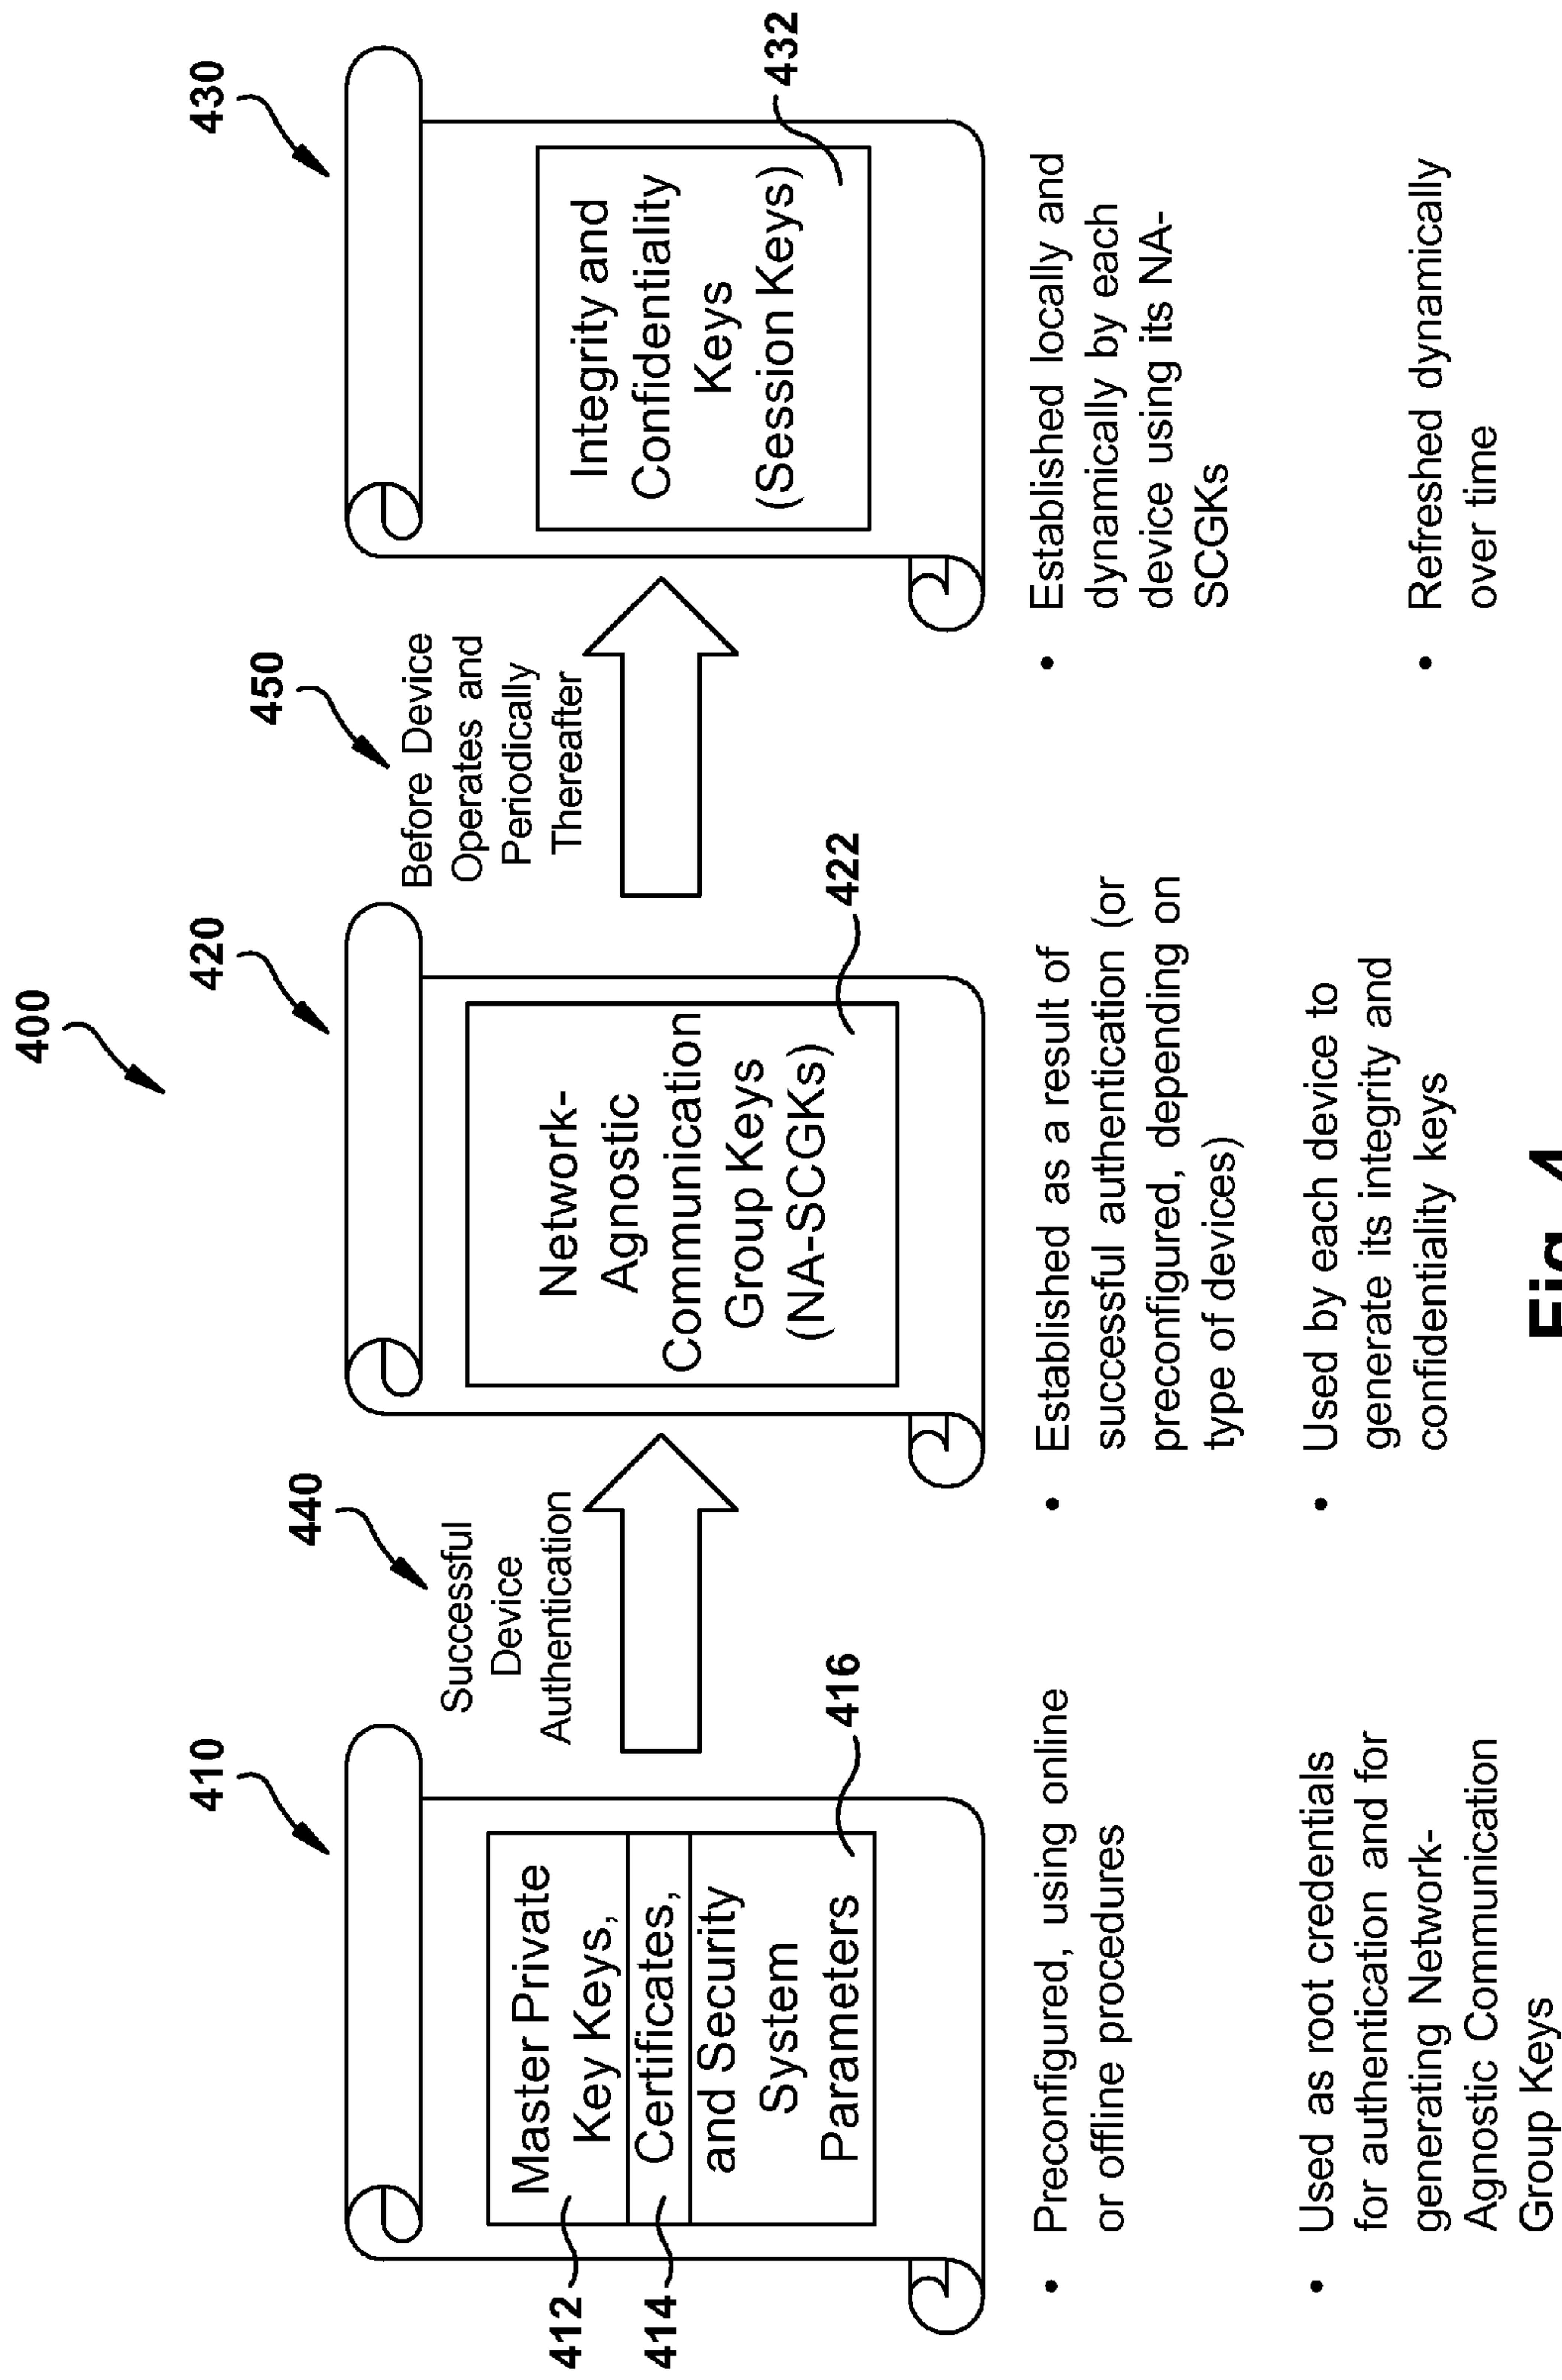 400
410
Master Private
Key Keys,
Certificates,
and Security
System
Parameters
412
414
416
• Preconfigured, using online
or offline procedures
• Used as root credentials
for authentication and for
generating Network-
Agnostic Communication
Group Keys
440
Successful
Device
Authentication
420
Network-
Agnostic
Communication
Group Keys
(NA-SCGKs)
422
• Established as a result of
successful authentication (or
preconfigured, depending on
type of devices)
• Used by each device to
generate its integrity and
confidentiality keys
450
Before Device
Operates and
Periodically
Thereafter
430
Integrity and
Confidentiality
Keys
(Session Keys)
432
• Established locally and
dynamically by each
device using its NA-
SCGKs
• Refreshed dynamically
over time
Fig. 4